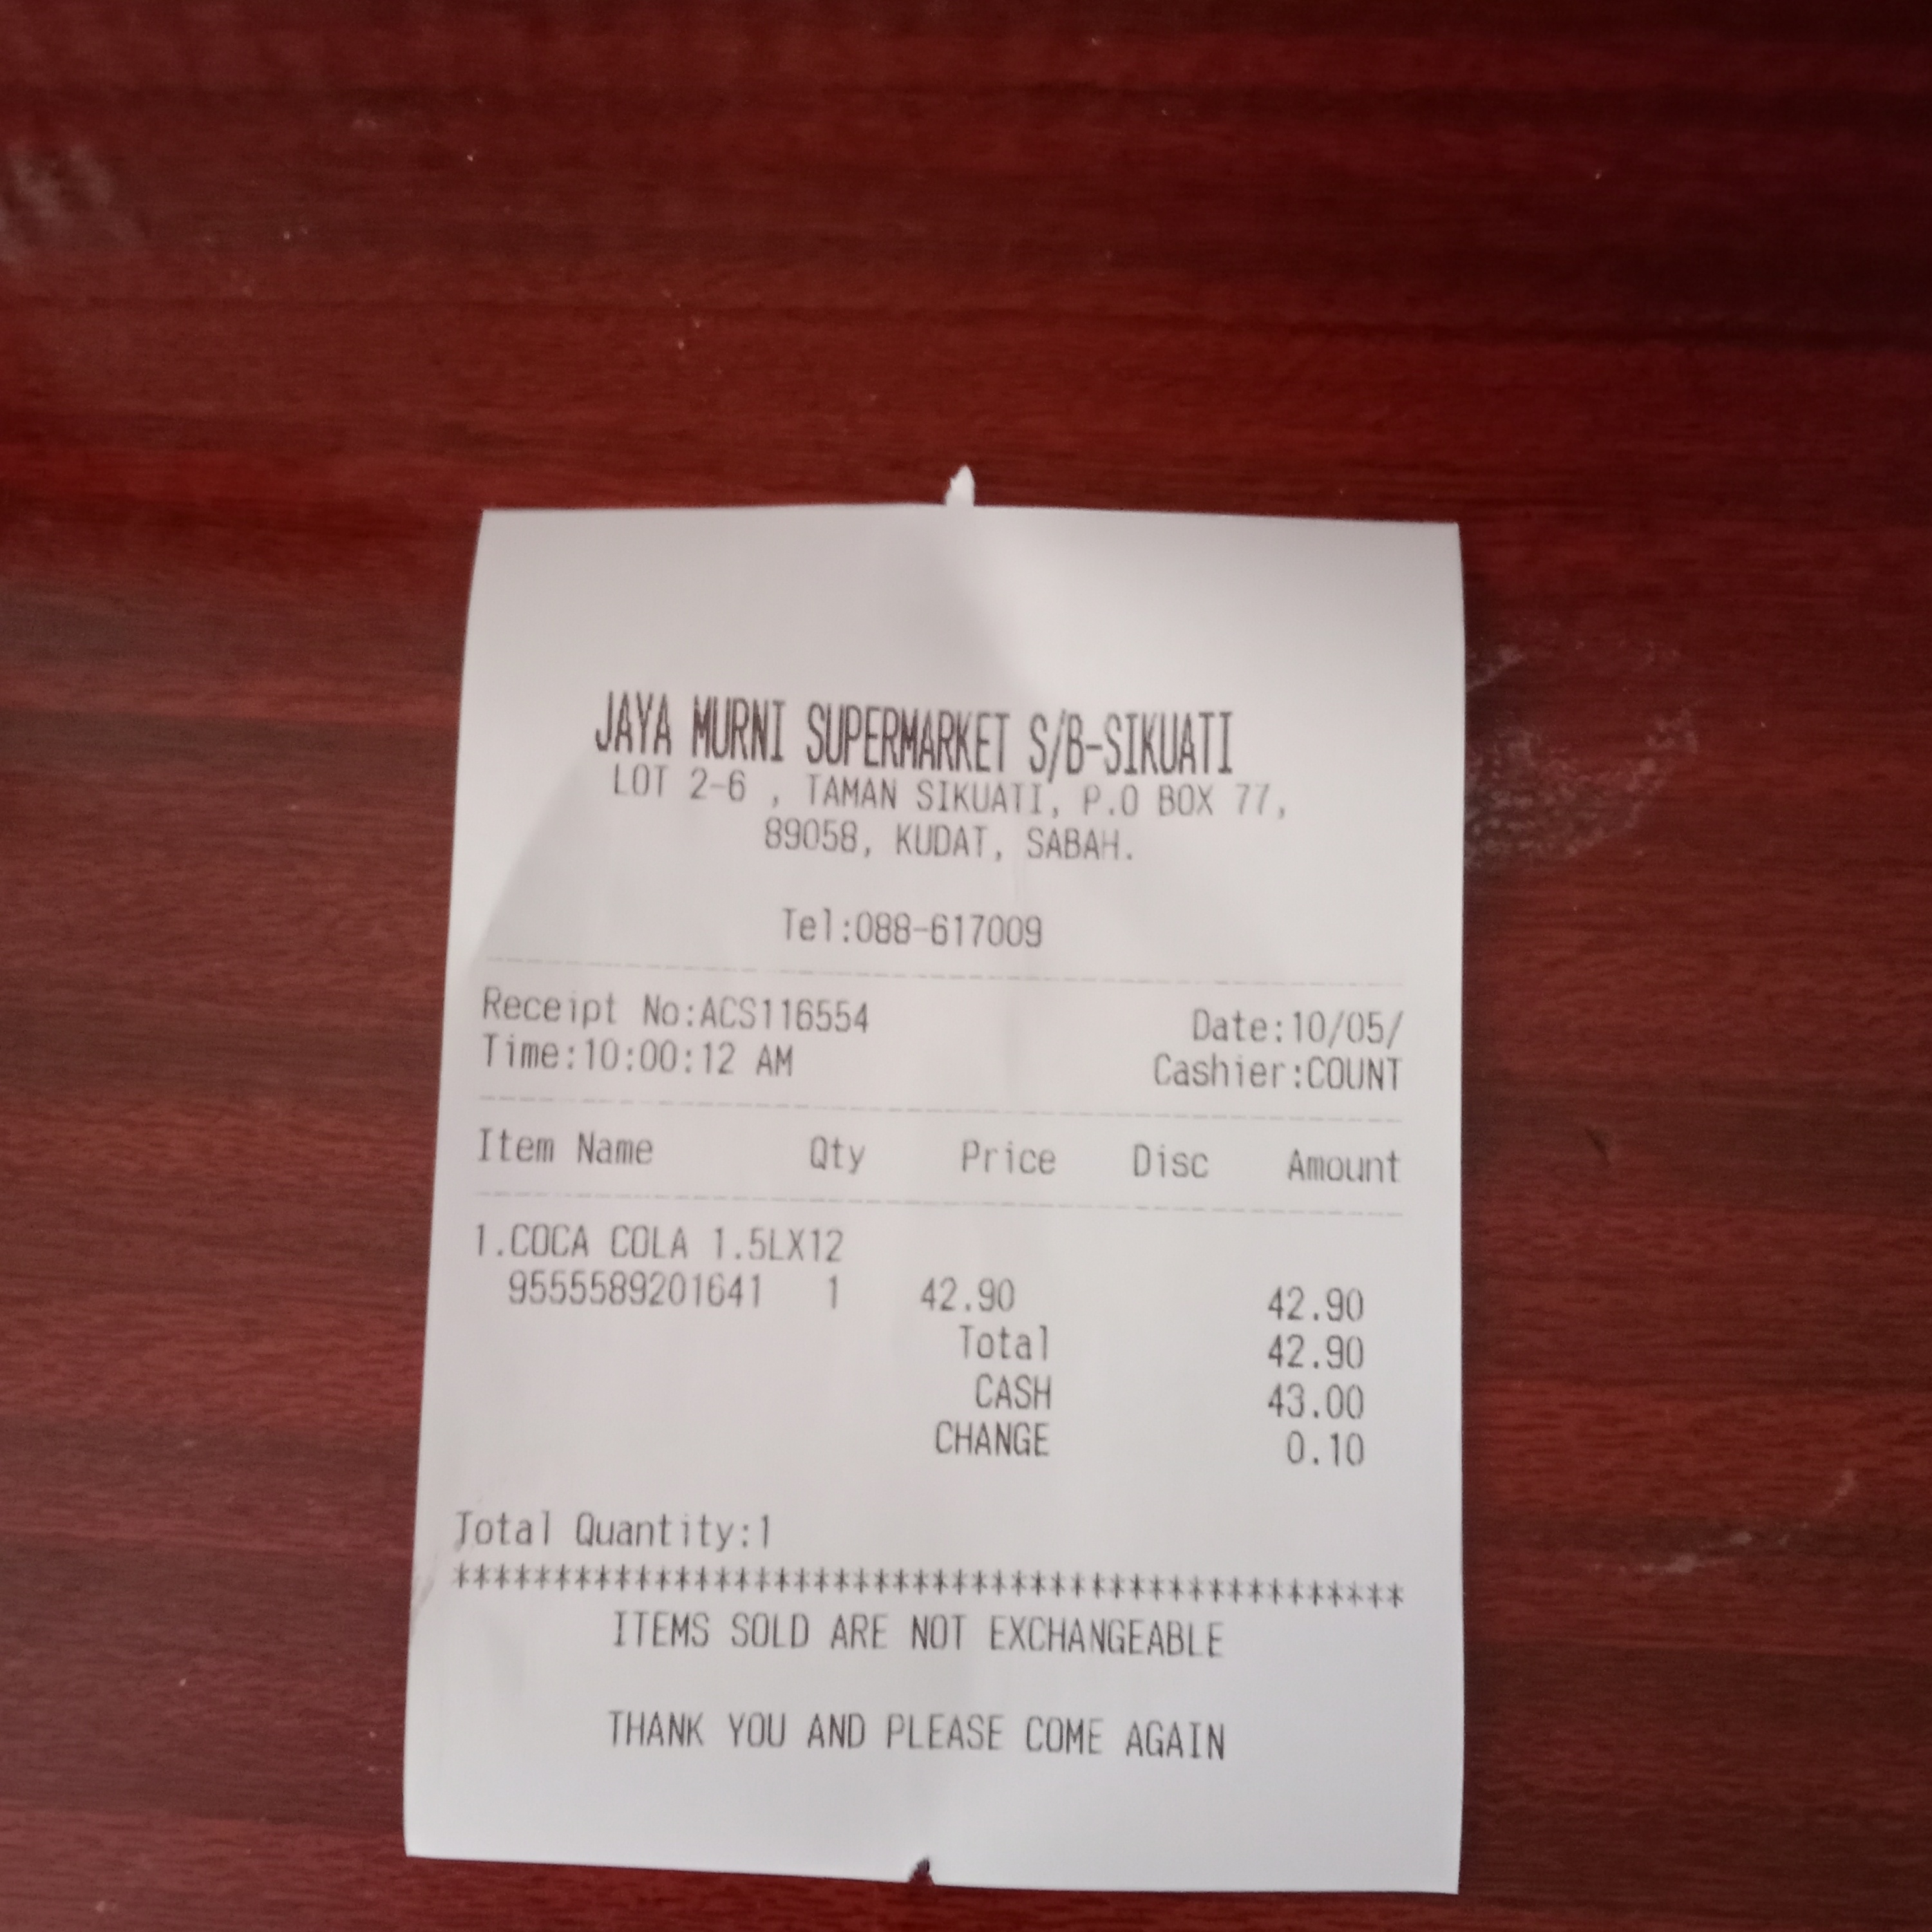 JAYA MURNI SUPERMARKET S/B-SIKUATI
LOT 2-6 , TAMAN SIKUATI, P.O BOX 77,
89058, KUDAT, SABAH.
Tel:088-617009
Receipt No:ACS116554 Date:10/05/
Time:10:00:12 AM Cashier:COUNT
Item Name Qty Price Disc Amount
1.COCA COLA 1.5LX12
9555589201641 1 42.90 42.90
Total 42.90
CASH 43.00
CHANGE 0.10
Total Quantity:1
************************************************
ITEMS SOLD ARE NOT EXCHANGEABLE
THANK YOU AND PLEASE COME AGAIN